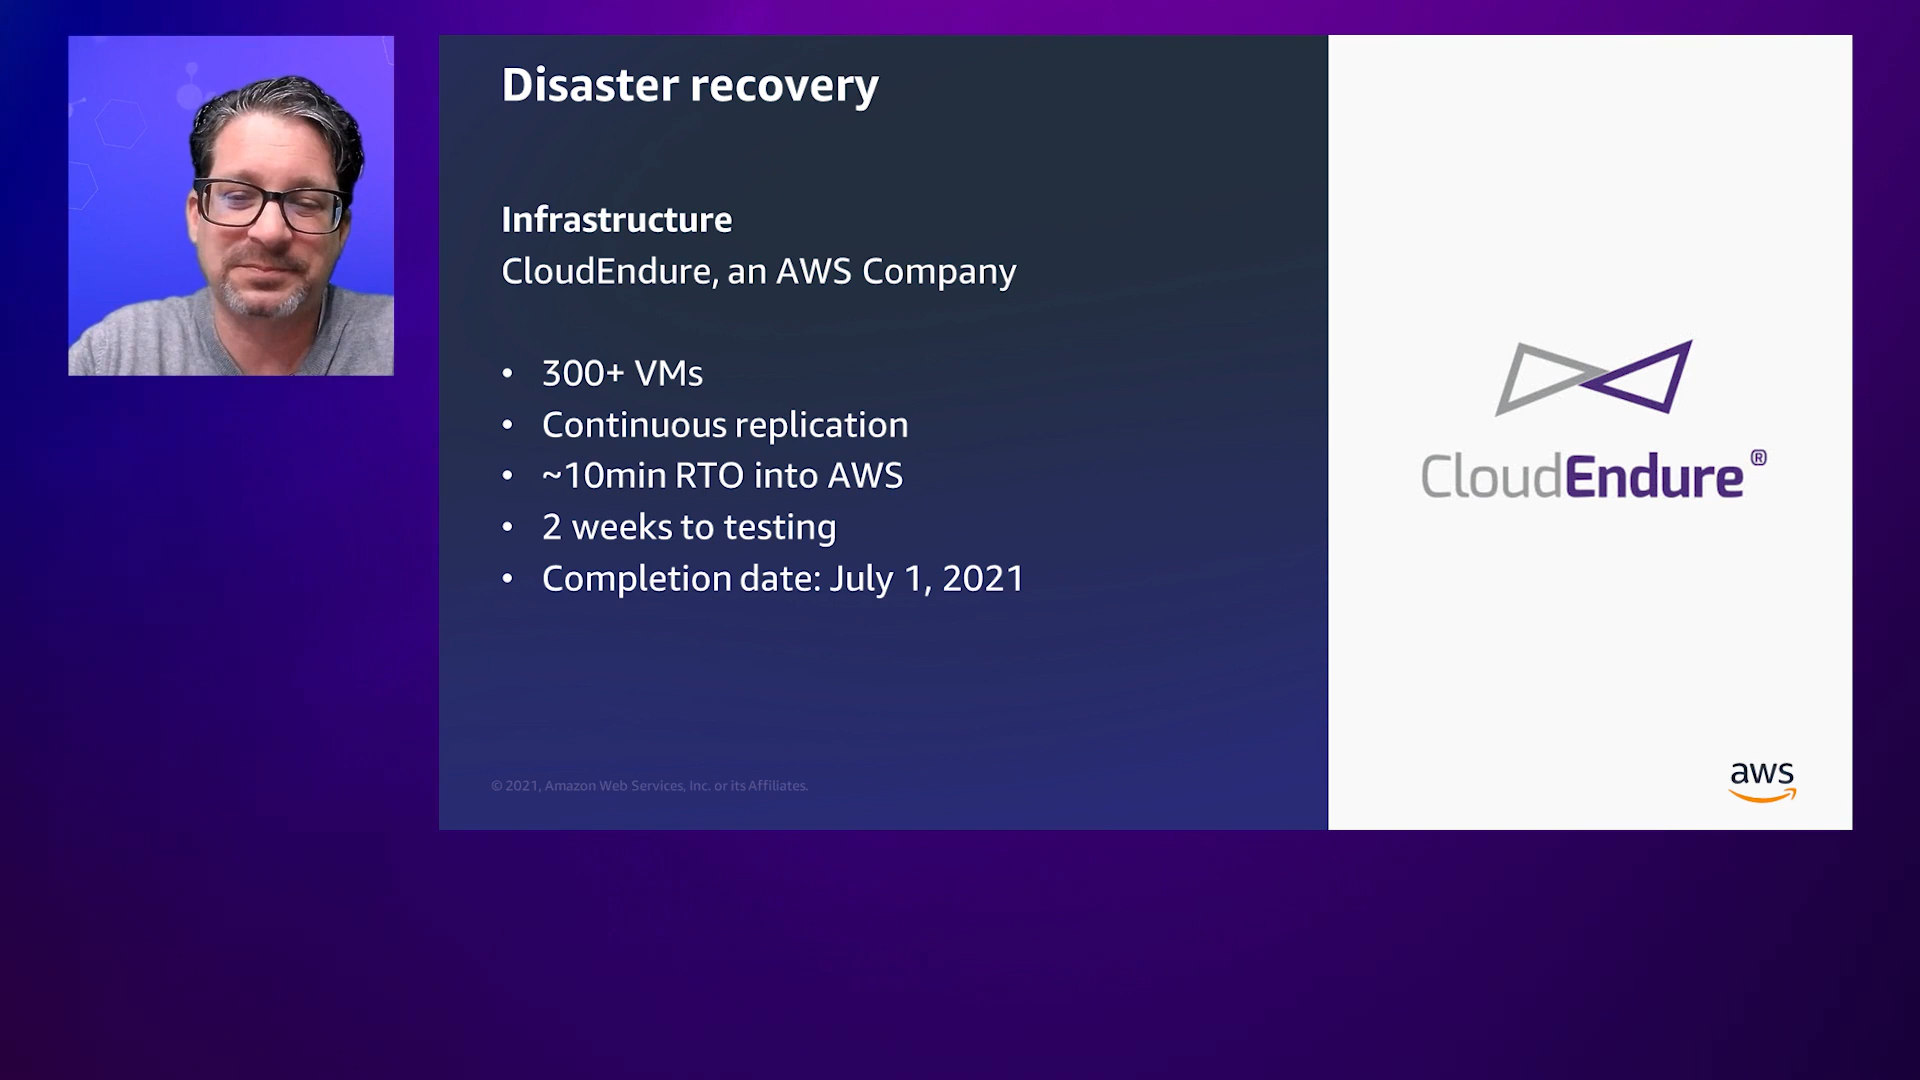 Disaster recovery
Infrastructure
CloudEndure, an AWS Company
• 300+ VMs
• Continuous replication
• ~10min RTO into AWS
• 2 weeks to testing
• Completion date: July 1, 2021
© 2021, Amazon Web Services, Inc. or its Affiliates.
CloudEndure®
aws